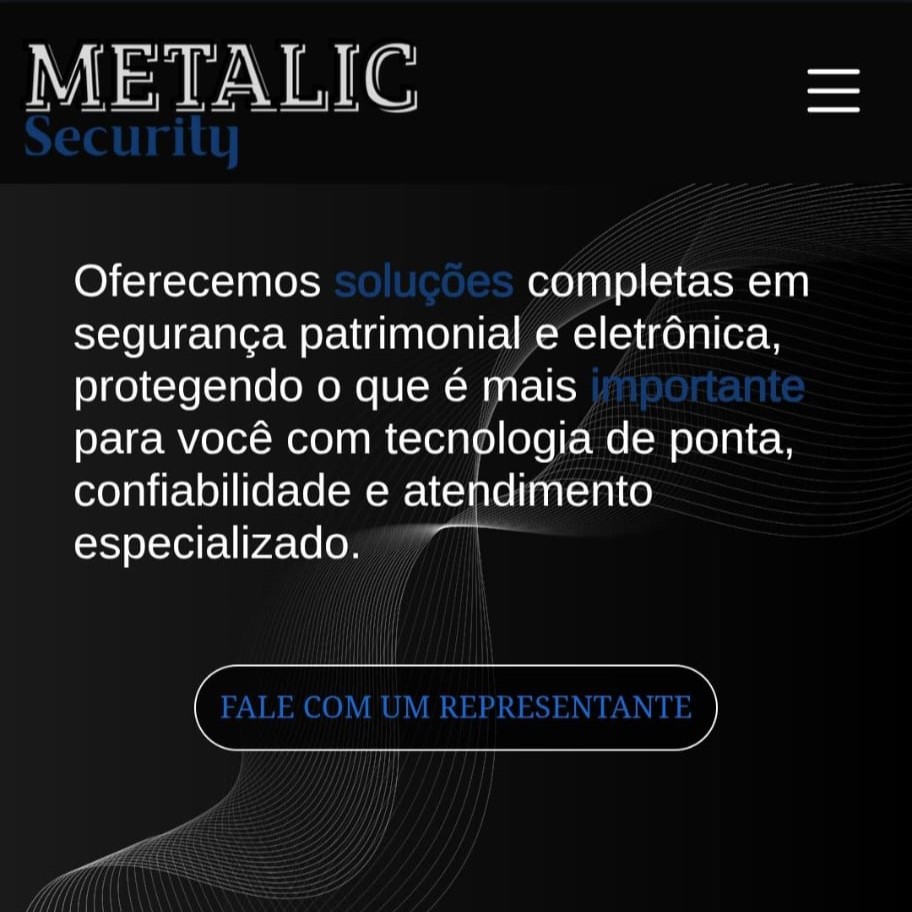 METALIC
Security
Oferecemos soluções completas em
segurança patrimonial e eletrônica,
protegendo o que é mais importante
para você com tecnologia de ponta,
confiabilidade e atendimento
especializado.
FALE COM UM REPRESENTANTE